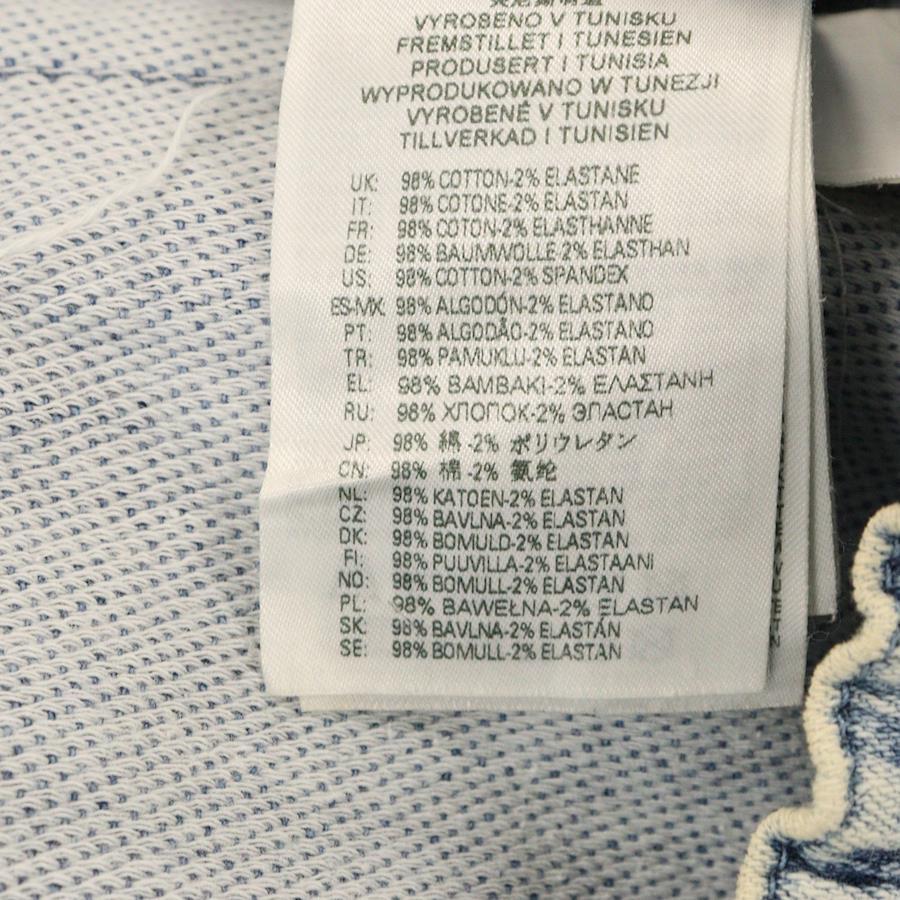 VYROBENO V TUNISKU
FREMSTILLET I TUNESIEN
PRODUSERT I TUNISIA
WYPRODUKOWANO W TUNEZJI
VYROBENÉ V TUNISKU
TILLVERKAD I TUNISIEN
UK: 98% COTTON-2% ELASTANE
IT: 98% COTONE-2% ELASTAN
FR: 98% COTON-2% ELASTHANNE
DE: 98% BAUMWOLLE-2% ELASTHAN
US: 98% COTTON-2% SPANDEX
ES-MX: 98% ALGODÓN-2% ELASTANO
PT: 98% ALGODÃO-2% ELASTANO
TR: 98% PAMUKLU-2% ELASTAN
EL: 98% ΒΑΜΒΑΚΙ-2% ΕΛΑΣΤΑΝΗ
RU: 98% ХЛОПОК-2% ЭЛАСТАН
JP: 98% 綿 -2% ポリウレタン
CN: 98% 棉 -2% 氨纶
NL: 98% KATOEN-2% ELASTAN
CZ: 98% BAVLNA-2% ELASTAN
DK: 98% BOMULD-2% ELASTAN
FI: 98% PUUVILLA-2% ELASTAANI
NO: 98% BOMULL-2% ELASTAN
PL: 98% BAWEŁNA-2% ELASTAN
SK: 98% BAVLNA-2% ELASTÁN
SE: 98% BOMULL-2% ELASTAN